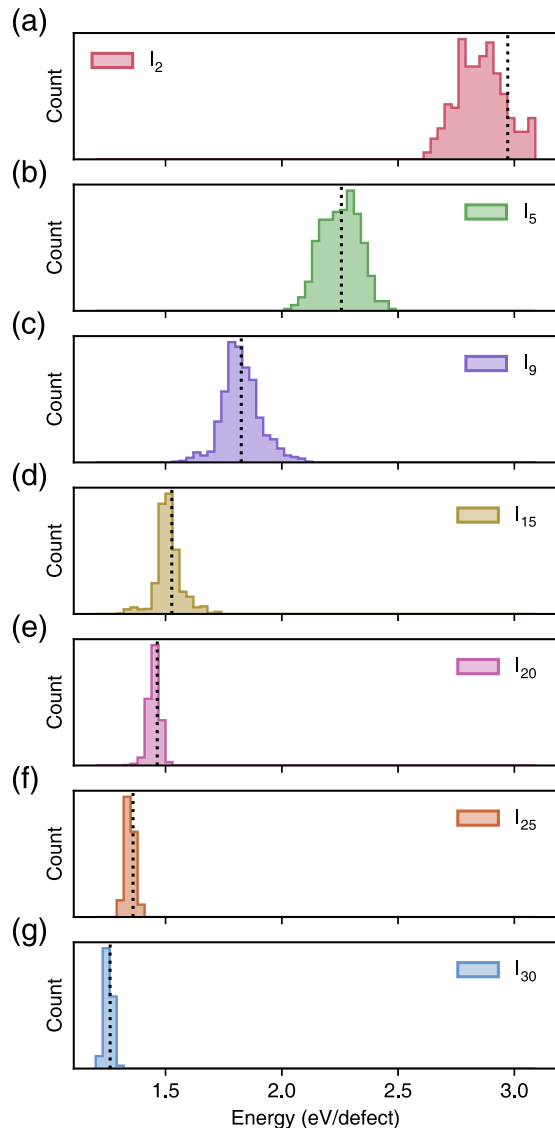 (a)
Count
I₂
(b)
Count
I₅
(c)
Count
I₉
(d)
Count
I₁₅
(e)
Count
I₂₀
(f)
Count
I₂₅
(g)
Count
I₃₀
1.5 2.0 2.5 3.0
Energy (eV/defect)